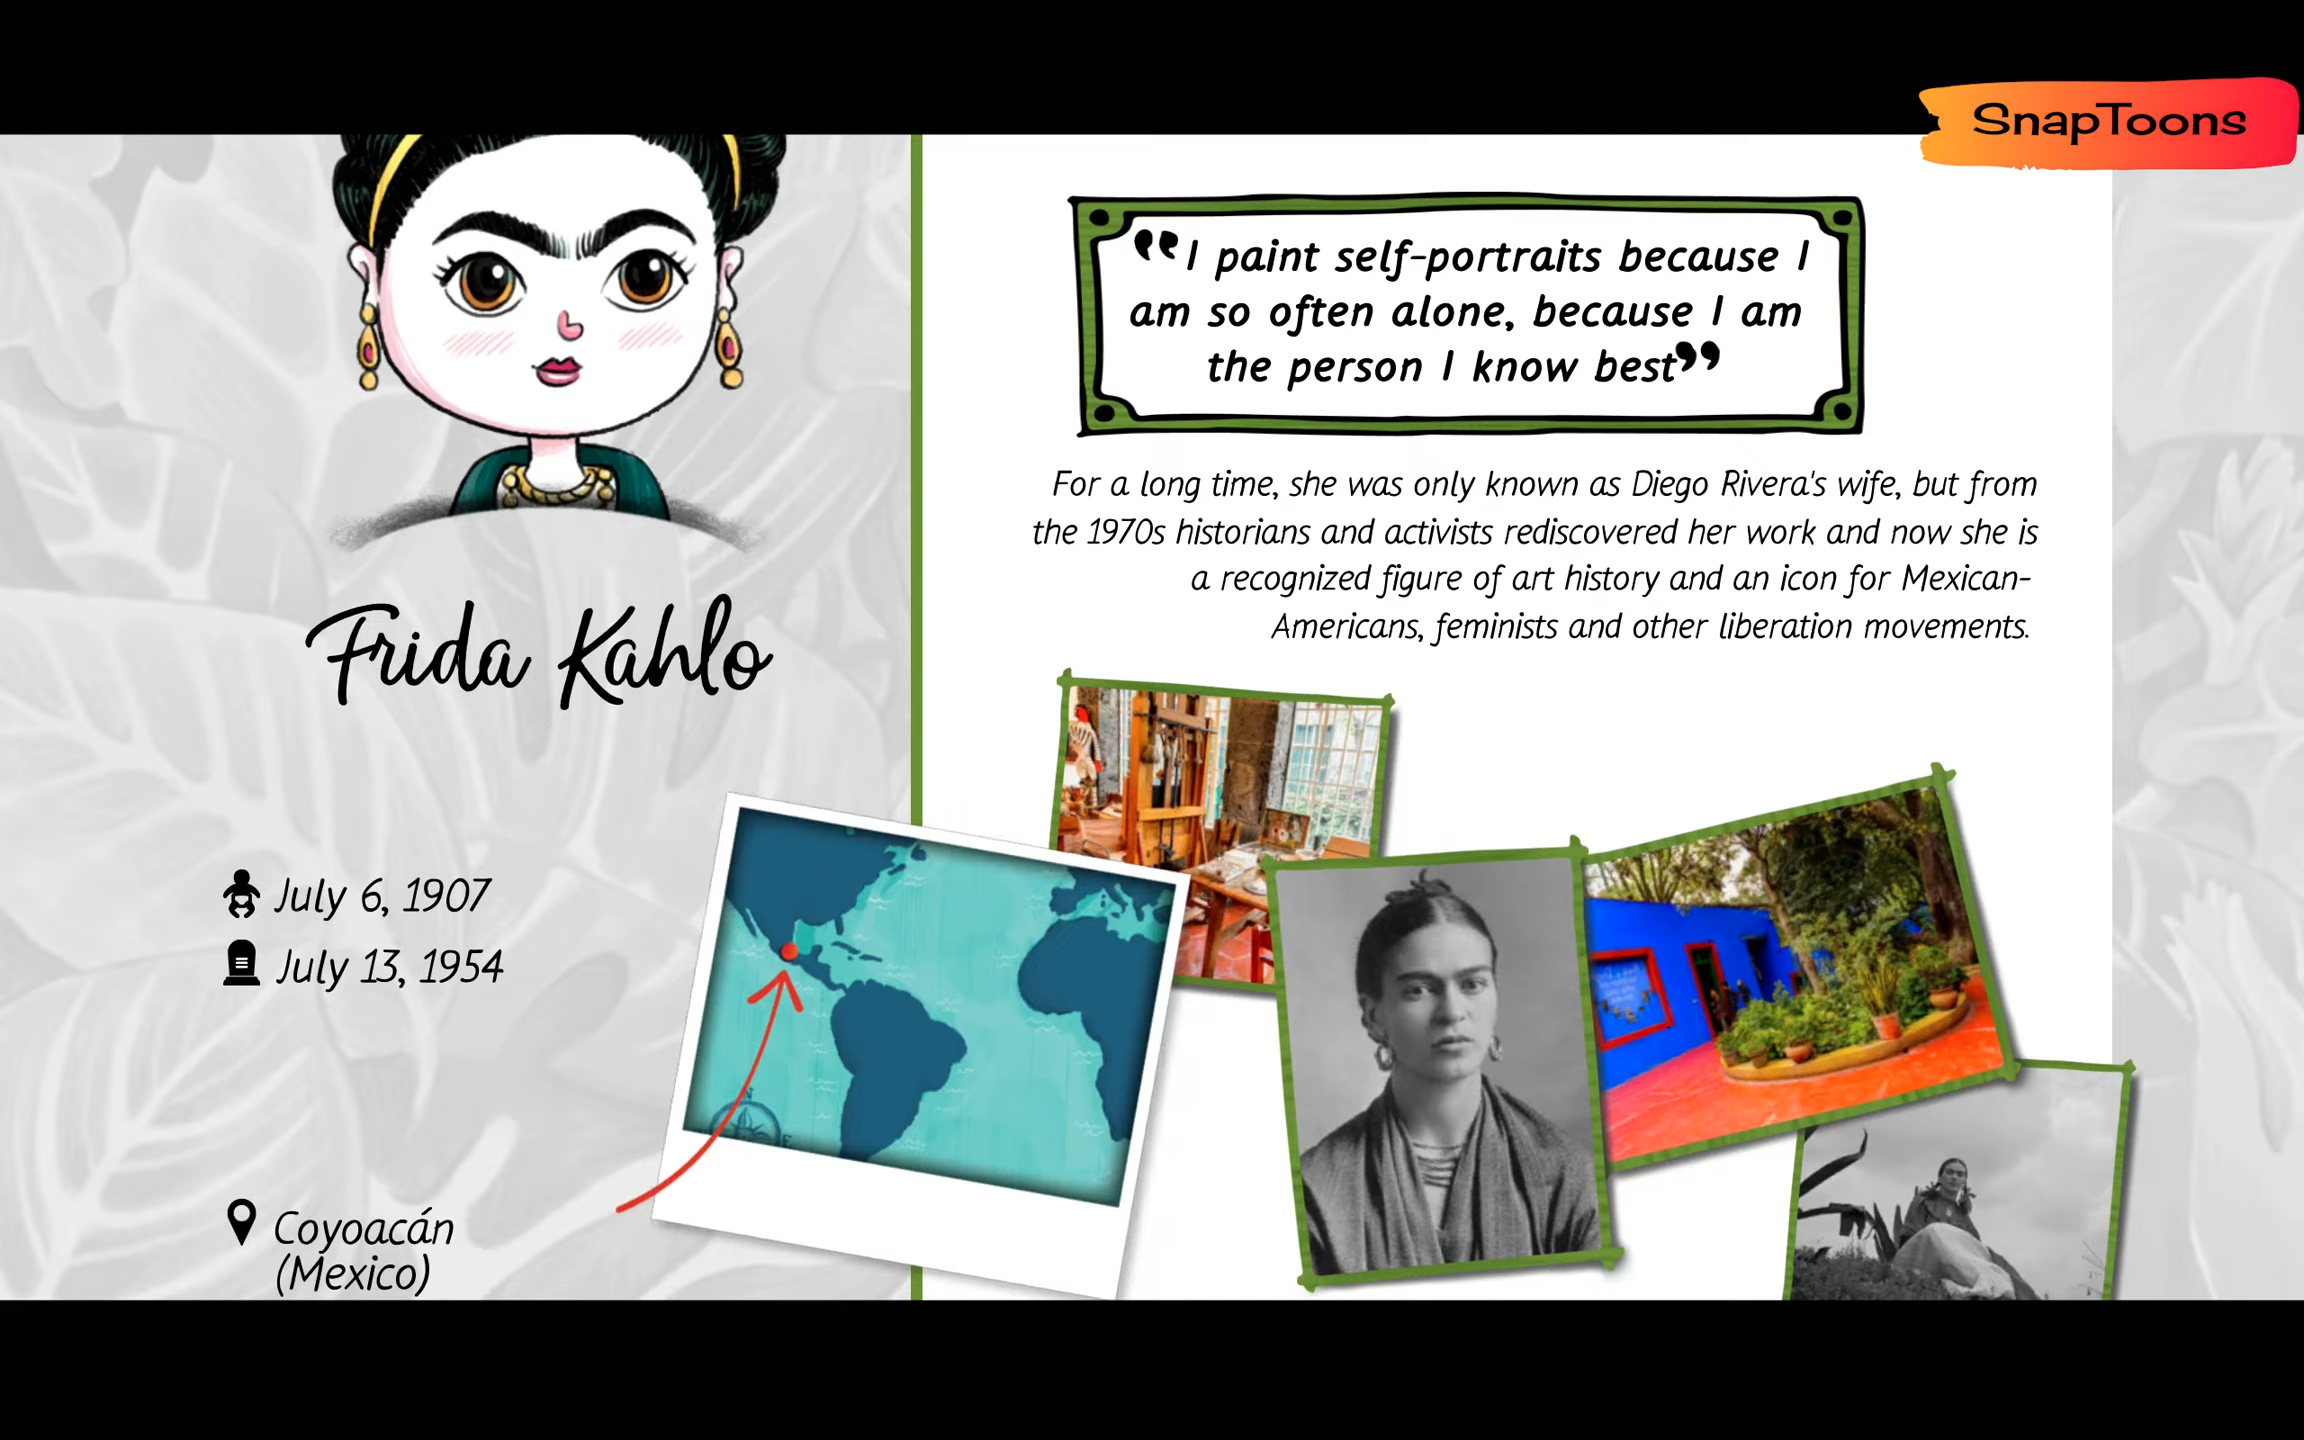 SnapToons
Frida Kahlo
July 6, 1907
July 13, 1954
Coyoacán
(Mexico)
“I paint self-portraits because I
am so often alone, because I am
the person I know best”
For a long time, she was only known as Diego Rivera's wife, but from
the 1970s historians and activists rediscovered her work and now she is
a recognized figure of art history and an icon for Mexican-
Americans, feminists and other liberation movements.
N
E